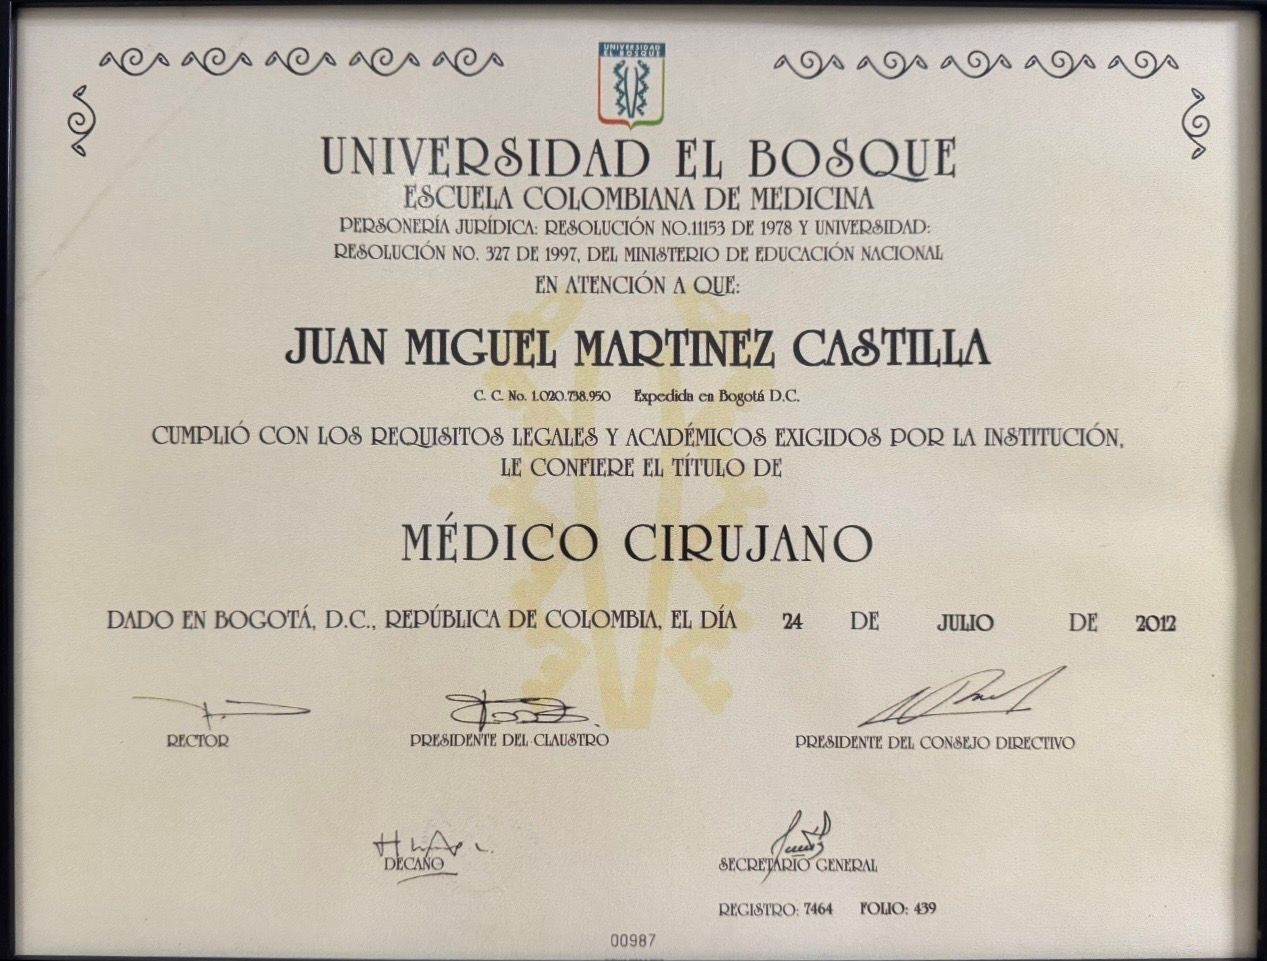 UNIVERSIDAD
EL BOSQUE
UNIVERSIDAD EL BOSQUE
ESCUELA COLOMBIANA DE MEDICINA
PERSONERÍA JURÍDICA: RESOLUCIÓN NO.11153 DE 1978 Y UNIVERSIDAD:
RESOLUCIÓN NO. 327 DE 1997, DEL MINISTERIO DE EDUCACIÓN NACIONAL
EN ATENCIÓN A QUE:
JUAN MIGUEL MARTINEZ CASTILLA
C. C. No. 1.020.738.950 Expedida en Bogotá D.C.
CUMPLIÓ CON LOS REQUISITOS LEGALES Y ACADÉMICOS EXIGIDOS POR LA INSTITUCIÓN,
LE CONFIERE EL TÍTULO DE
MÉDICO CIRUJANO
DADO EN BOGOTÁ, D.C., REPÚBLICA DE COLOMBIA, EL DÍA 24 DE JULIO DE 2012
RECTOR PRESIDENTE DEL CLAUSTRO PRESIDENTE DEL CONSEJO DIRECTIVO
DECANO SECRETARIO GENERAL
REGISTRO: 7464 FOLIO: 439
00987